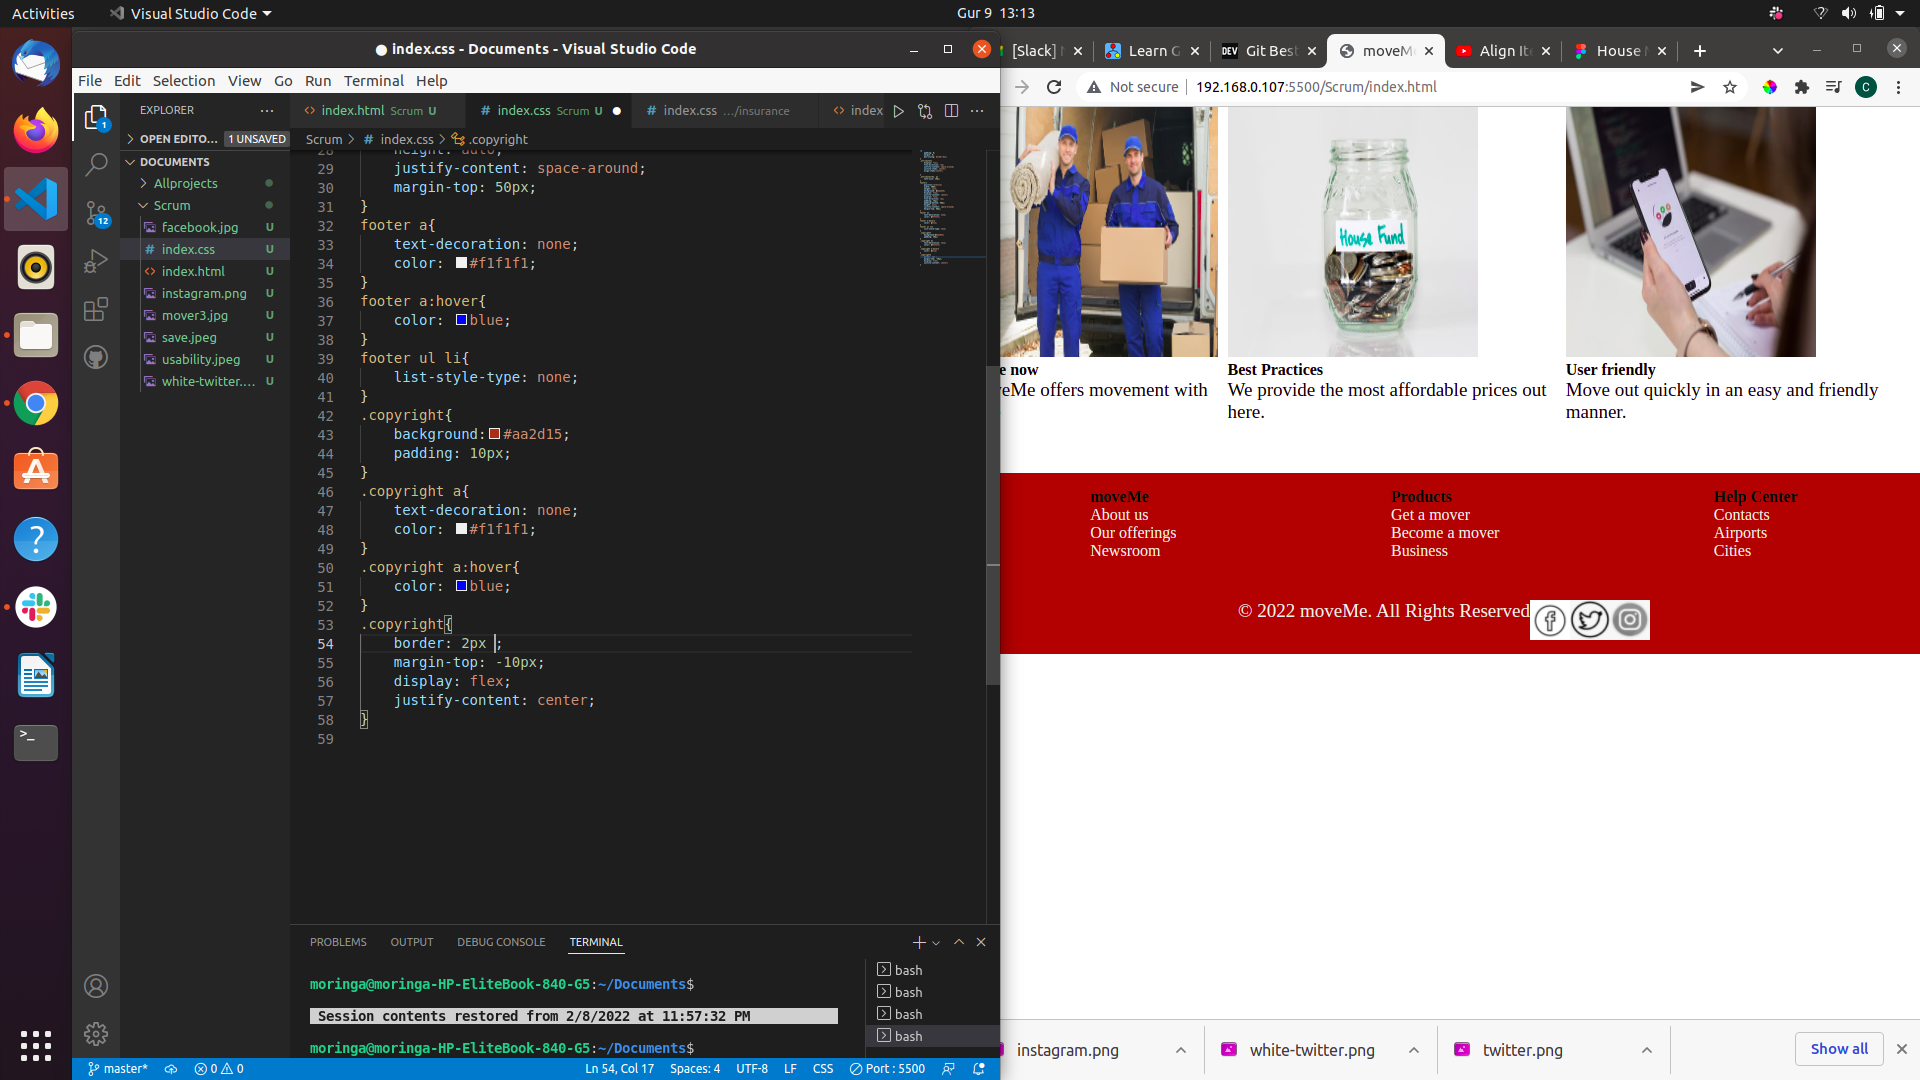 Activities
Visual Studio Code
Gur 9 13:13
index.css - Documents - Visual Studio Code
File Edit Selection View Go Run Terminal Help
EXPLORER
OPEN EDITO... 1 UNSAVED
DOCUMENTS
Allprojects
Scrum
facebook.jpg U
index.css U
index.html U
instagram.png U
mover3.jpg U
save.jpeg U
usability.jpeg U
white-twitter.... U
1
12
index.html Scrum U
index.css Scrum U
index.css .../insurance
index
Scrum > index.css > .copyright
29 justify-content: space-around;
30 margin-top: 50px;
31 }
32 footer a{
33 text-decoration: none;
34 color: #f1f1f1;
35 }
36 footer a:hover{
37 color: blue;
38 }
39 footer ul li{
40 list-style-type: none;
41 }
42 .copyright{
43 background: #aa2d15;
44 padding: 10px;
45 }
46 .copyright a{
47 text-decoration: none;
48 color: #f1f1f1;
49 }
50 .copyright a:hover{
51 color: blue;
52 }
53 .copyright{
54 border: 2px ;
55 margin-top: -10px;
56 display: flex;
57 justify-content: center;
58 }
59
PROBLEMS OUTPUT DEBUG CONSOLE TERMINAL
moringa@moringa-HP-EliteBook-840-G5:~/Documents$
Session contents restored from 2/8/2022 at 11:57:32 PM
moringa@moringa-HP-EliteBook-840-G5:~/Documents$
bash
bash
bash
bash
master*
0 0
Ln 54, Col 17
Spaces: 4
UTF-8
LF
CSS
Port : 5500
[Slack]
Learn G
DEV
Git Best
moveMe
Align Ite
House
Not secure
192.168.0.107:5500/Scrum/index.html
C
House Fund
e now
veMe offers movement with
Best Practices
We provide the most affordable prices out
here.
User friendly
Move out quickly in an easy and friendly
manner.
moveMe
About us
Our offerings
Newsroom
Products
Get a mover
Become a mover
Business
Help Center
Contacts
Airports
Cities
© 2022 moveMe. All Rights Reserved
instagram.png
white-twitter.png
twitter.png
Show all